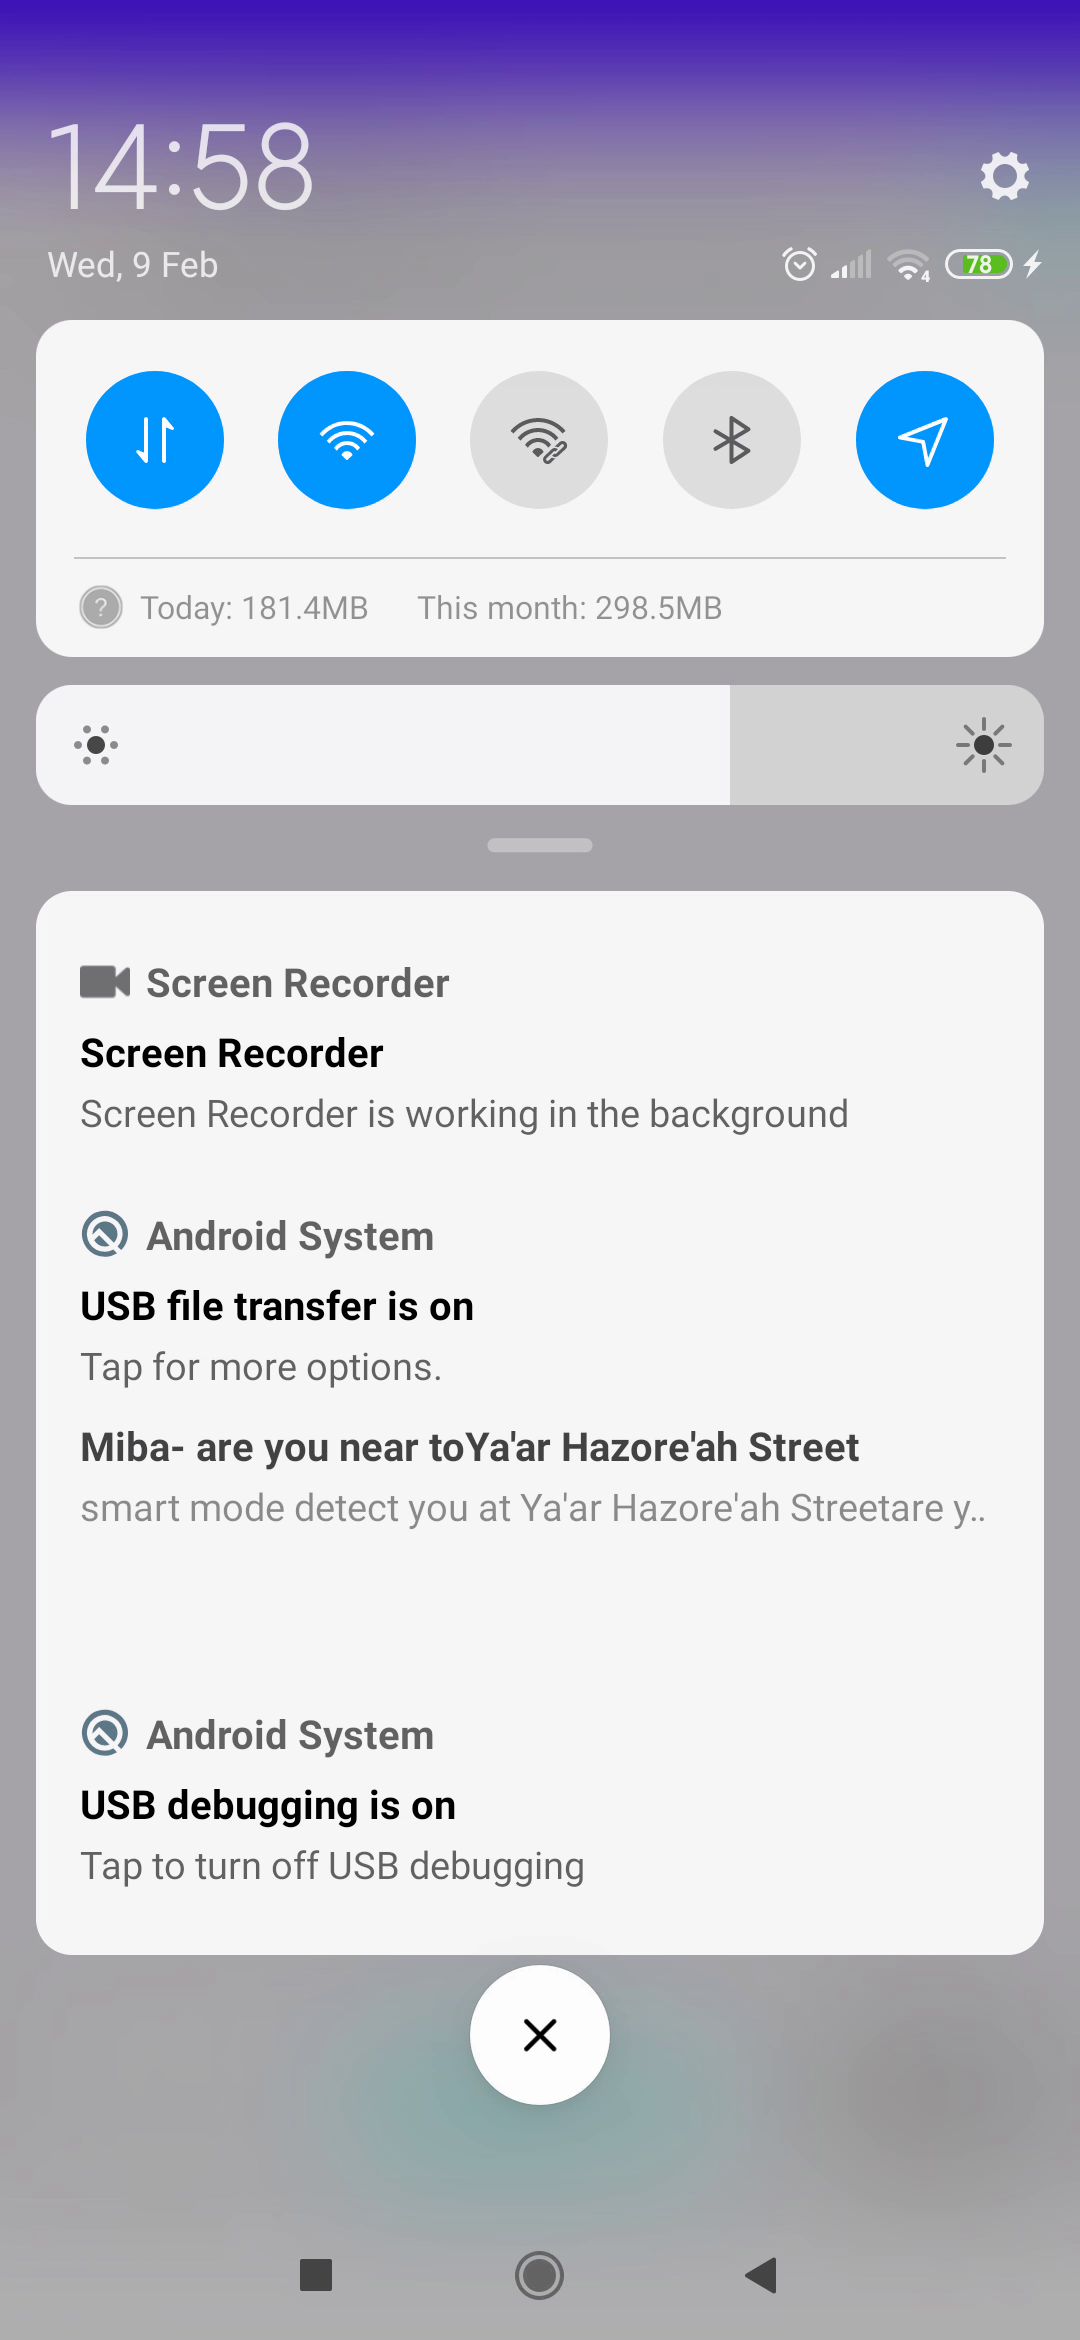 14:58
Wed, 9 Feb
4 78
? Today: 181.4MB This month: 298.5MB
Screen Recorder
Screen Recorder
Screen Recorder is working in the background
Android System
USB file transfer is on
Tap for more options.
Miba- are you near toYa'ar Hazore'ah Street
smart mode detect you at Ya'ar Hazore'ah Streetare y..
Android System
USB debugging is on
Tap to turn off USB debugging